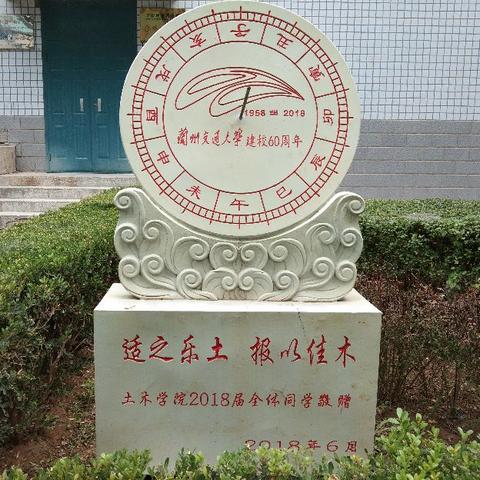 子
丑
寅
卯
辰
巳
午
未
申
酉
戌
亥
1958 2018
蘭州交通大學 建校60周年
适之乐土 报以佳木
土木学院2018届全体同学敬赠
2018年6月